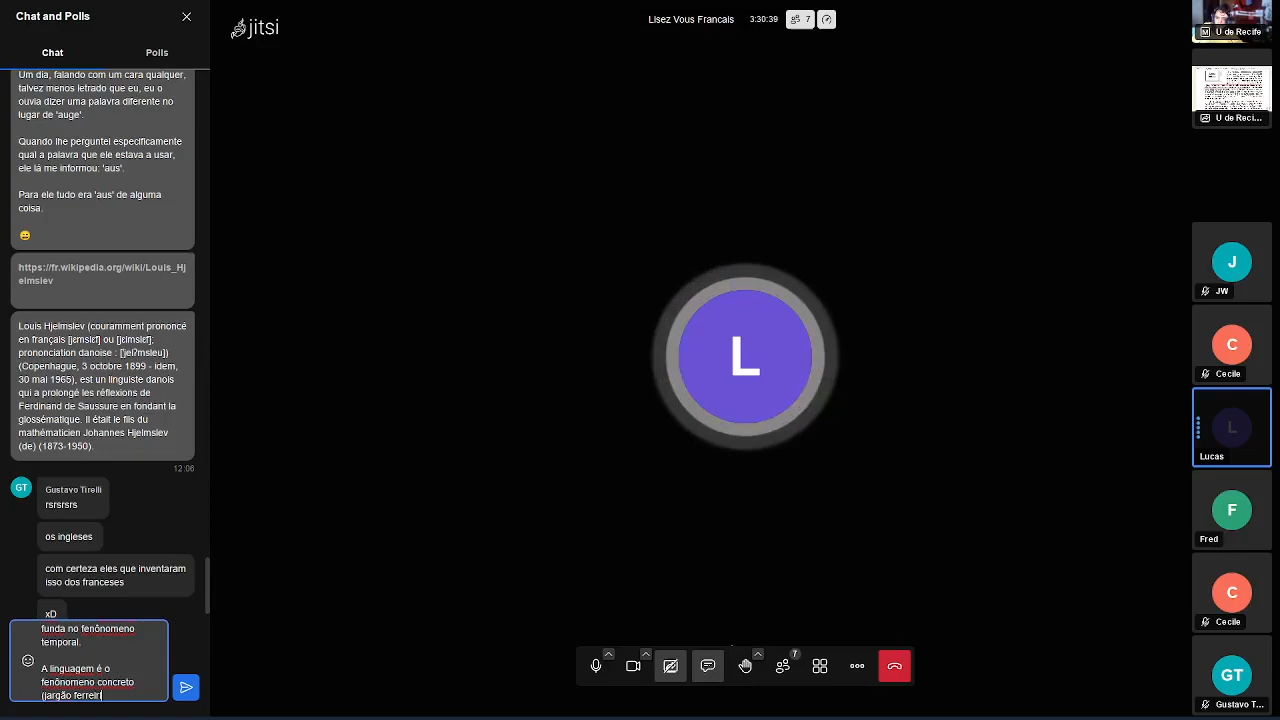 Chat and Polls
Chat
Polls
Um dia, falando com um cara qualquer,
talvez menos letrado que eu, eu o
ouvia dizer uma palavra diferente no
lugar de 'auge'.
Quando lhe perguntei especificamente
qual a palavra que ele estava a usar,
ele lá me informou: 'aus'.
Para ele tudo era 'aus' de alguma
coisa.
https://fr.wikipedia.org/wiki/Louis_Hj
elmslev
Louis Hjelmslev (couramment prononcé
(Copenhague, 3 octobre 1899 - idem,
30 mai 1965), est un linguiste danois
qui a prolongé les réflexions de
Ferdinand de Saussure en fondant la
glossématique. Il était le fils du
mathématicien Johannes Hjelmslev
(de) (1873-1950).
12:06
GT
Gustavo Tirelli
rsrsrsrs
os ingleses
com certeza eles que inventaram
isso dos franceses
xD
funda no fenônomeno
temporal.
A linguagem é o
fenônomeno concreto
(jargão ferreir
jitsi
Lisez Vous Francais
3:30:39
7
L
7
M
U de Recife
U de Reci...
J
JW
C
Cecile
L
Lucas
F
Fred
C
Cecile
GT
Gustavo T...